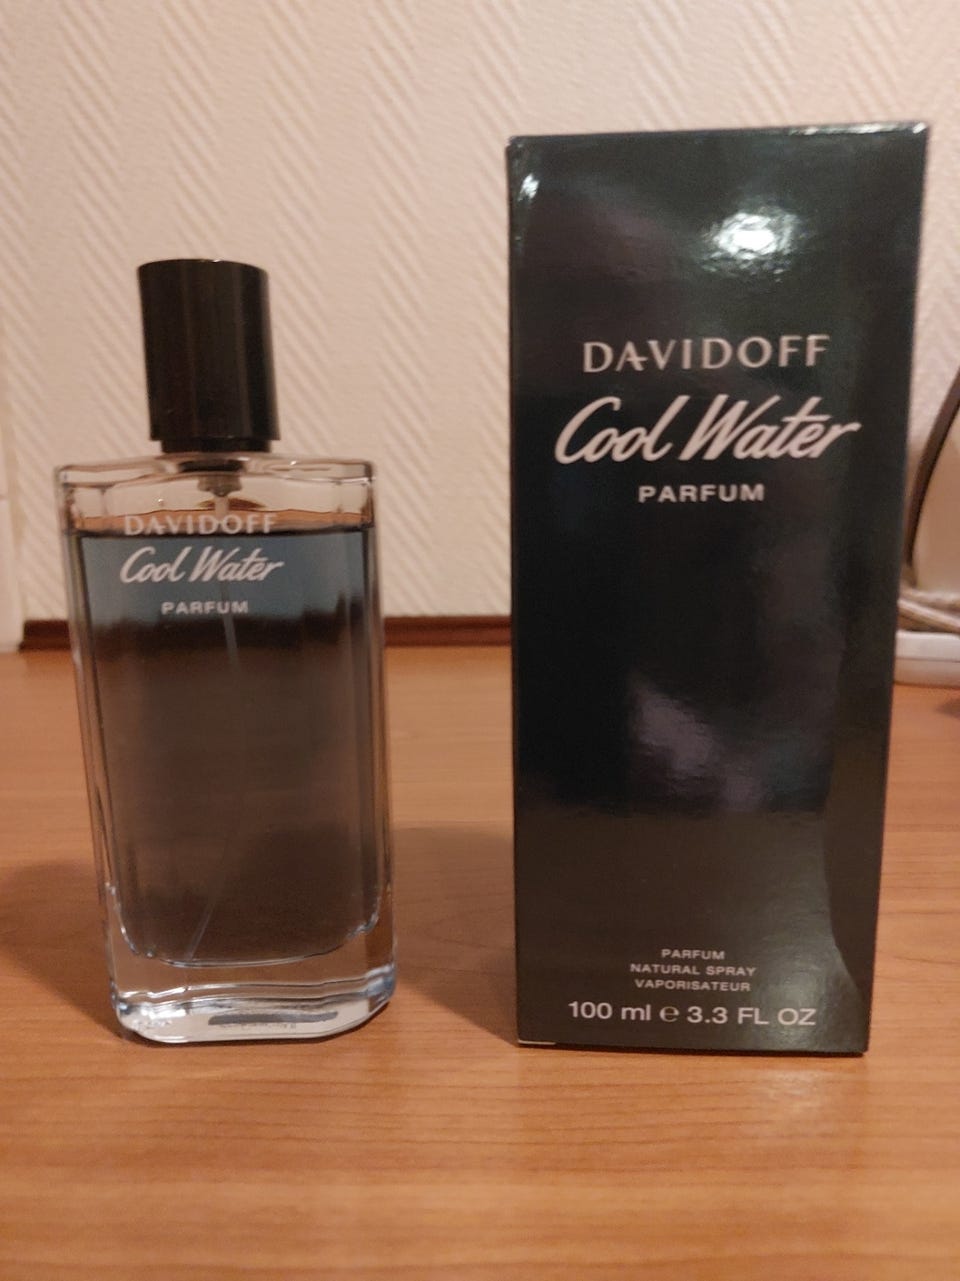 DAVIDOFF
Cool Water
PARFUM
DAVIDOFF
Cool Water
PARFUM
PARFUM
NATURAL SPRAY
VAPORISATEUR
100 ml e 3.3 FL OZ